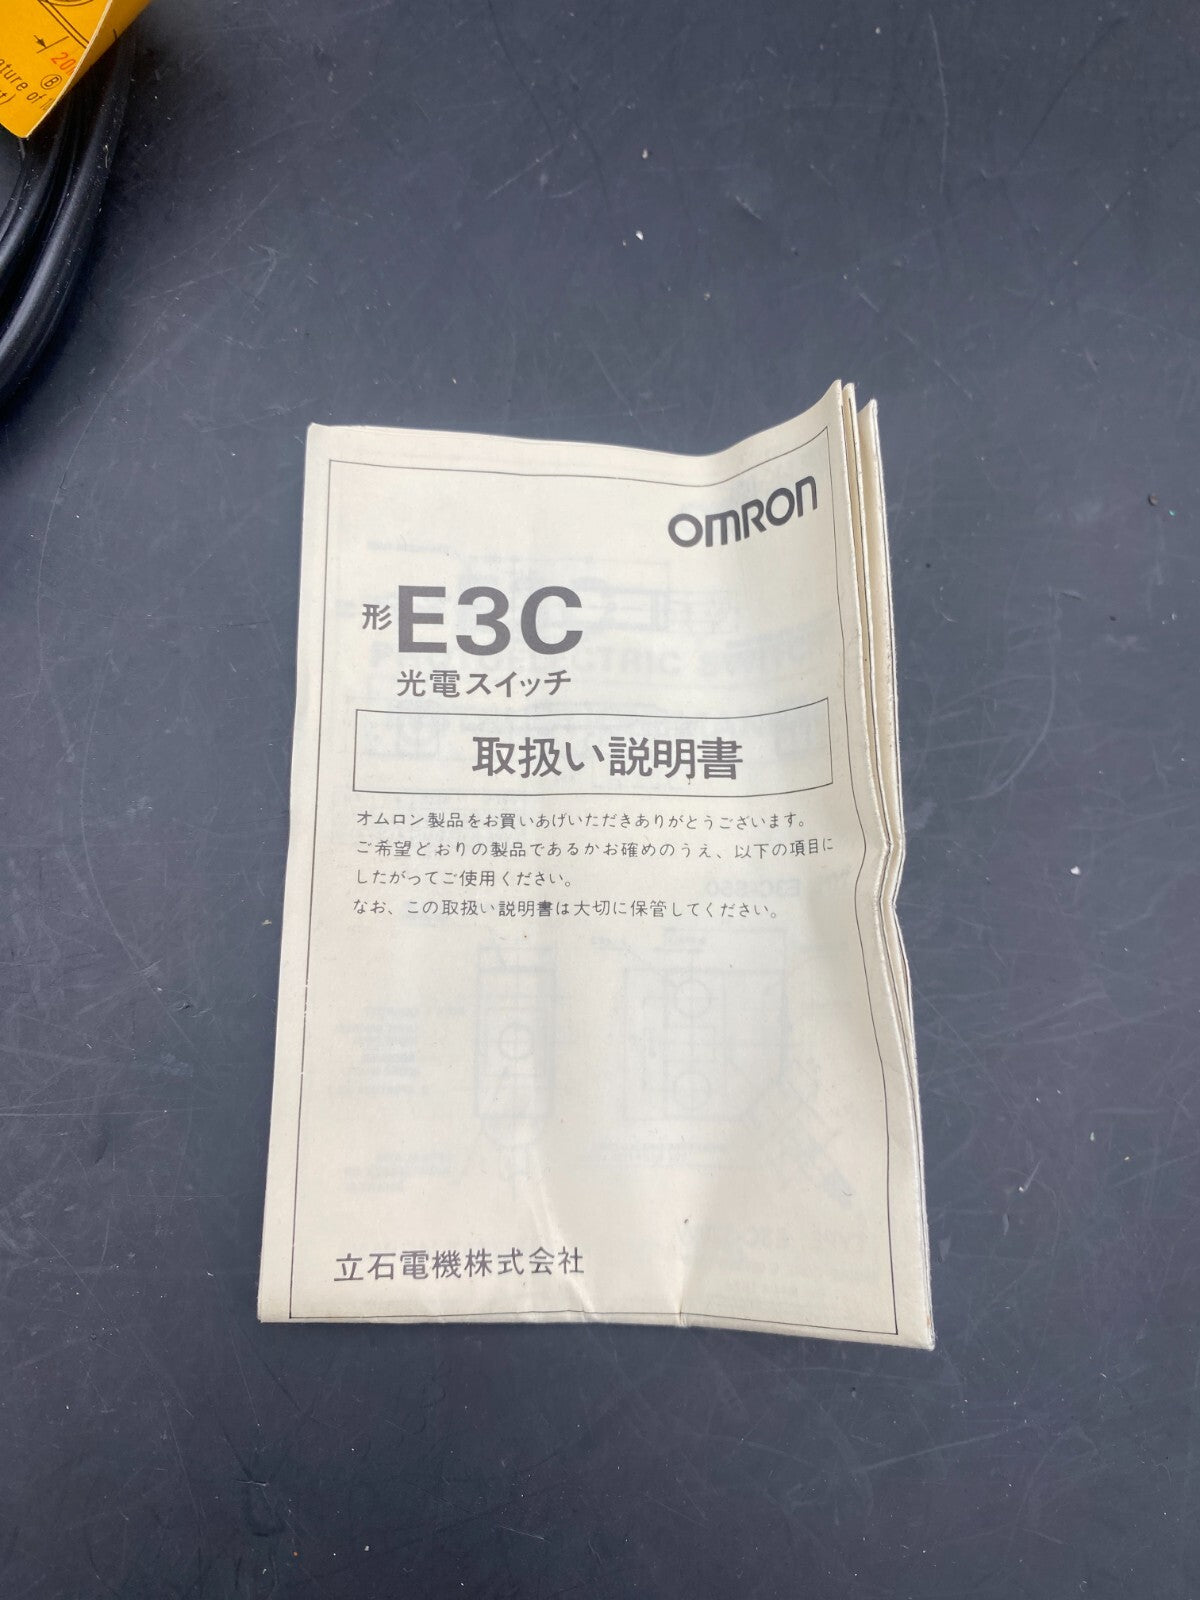 ature of
B
OMRON
形E3C
光電スイッチ
取扱い説明書
オムロン製品をお買いあげいただきありがとうございます。
ご希望どおりの製品であるかお確めのうえ、以下の項目に
したがってご使用ください。
なお、この取扱い説明書は大切に保管してください。
立石電機株式会社